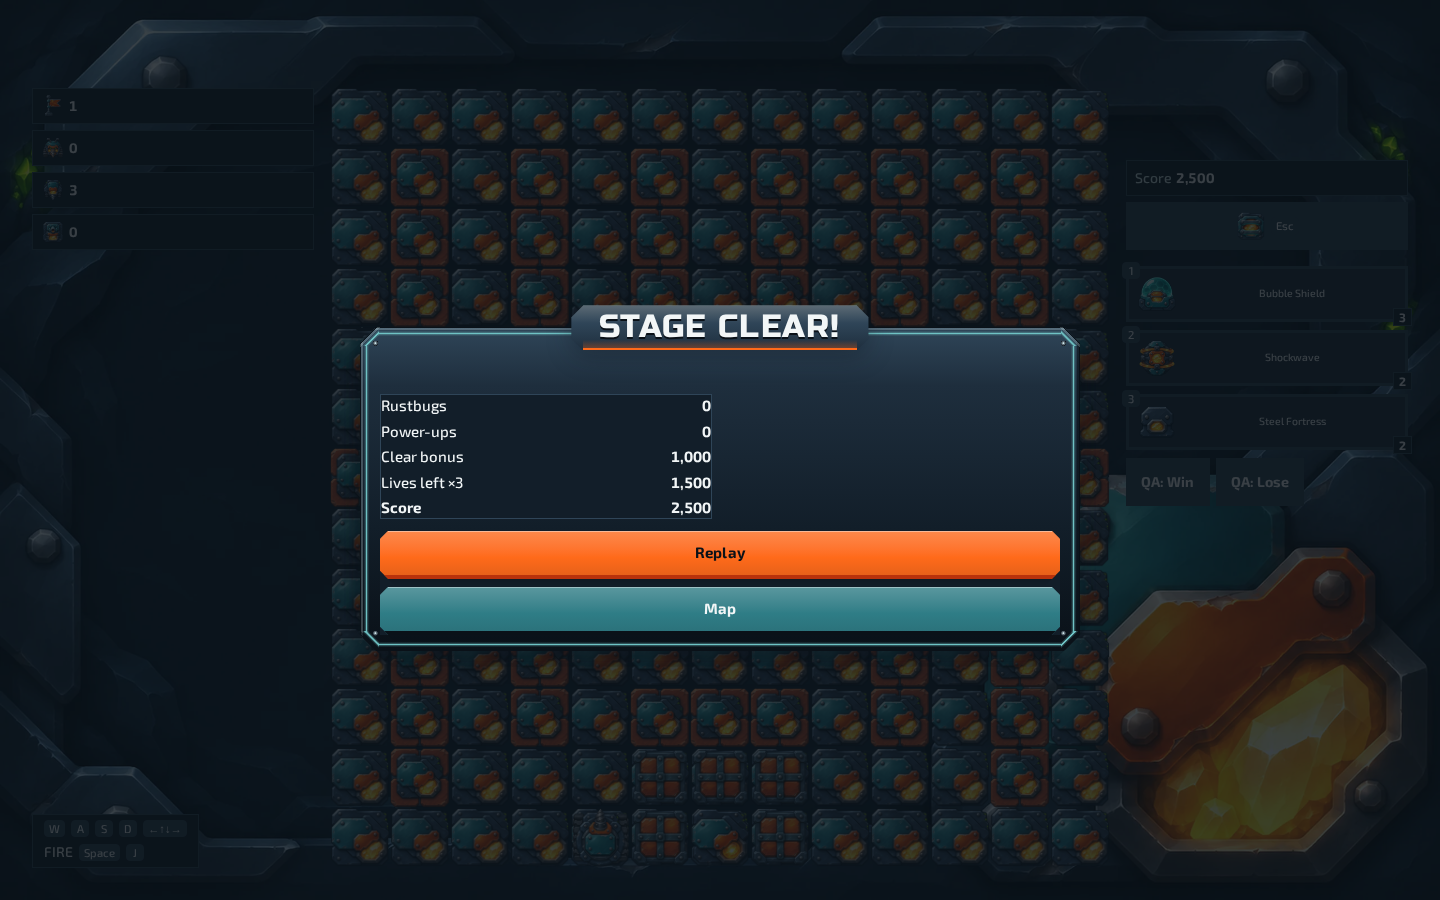 1
0
3
0
Score 2,500
Esc
1
Bubble Shield
3
2
Shockwave
2
3
Steel Fortress
2
QA: Win QA: Lose
STAGE CLEAR!
Rustbugs 0
Power-ups 0
Clear bonus 1,000
Lives left ×3 1,500
Score 2,500
Replay
Map
W A S D ←↑↓→
FIRE Space J